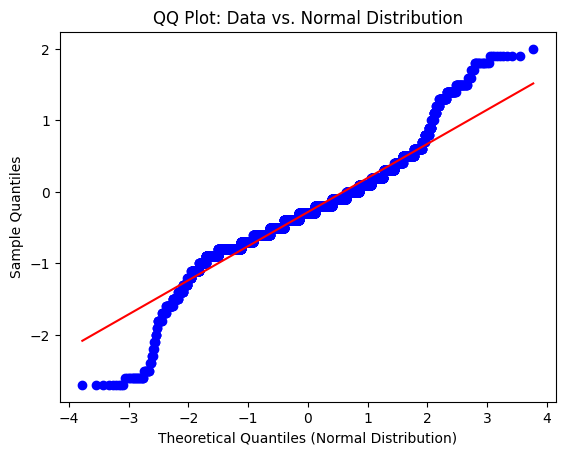 QQ Plot: Data vs. Normal Distribution
2
1
0
−1
−2
Sample Quantiles
−4 −3 −2 −1 0 1 2 3 4
Theoretical Quantiles (Normal Distribution)